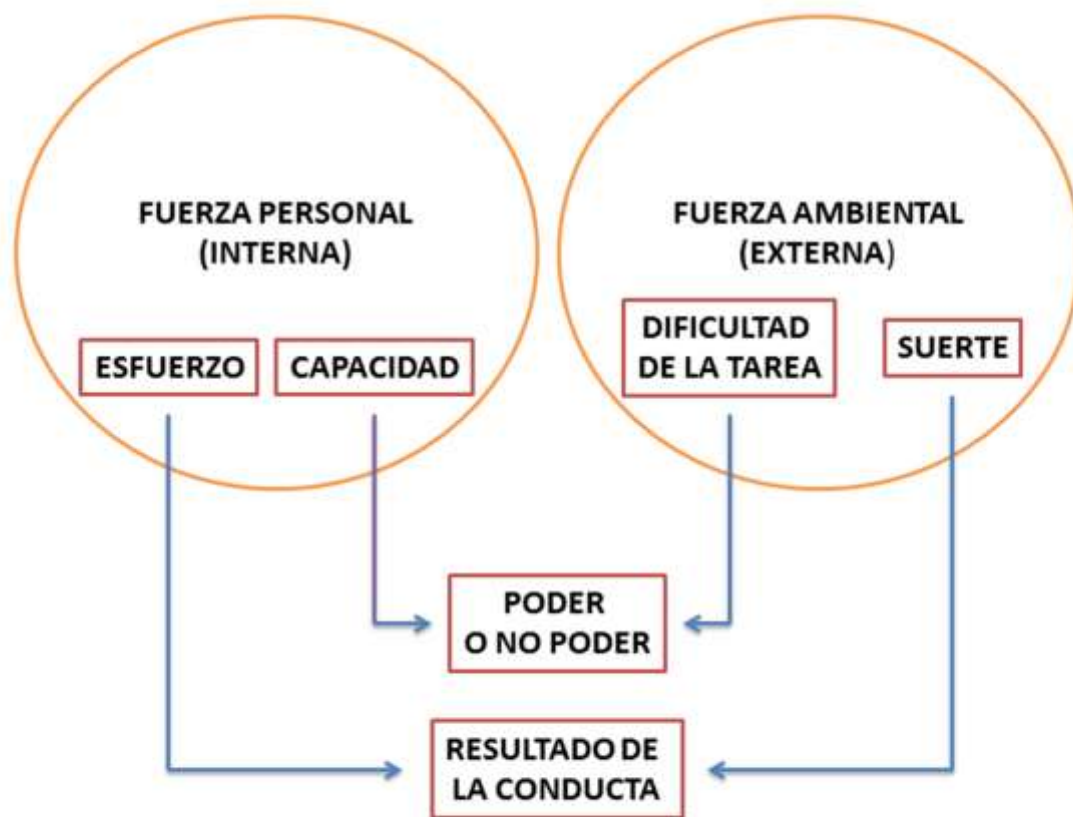 FUERZA PERSONAL
(INTERNA)
ESFUERZO
CAPACIDAD
FUERZA AMBIENTAL
(EXTERNA)
DIFICULTAD
DE LA TAREA
SUERTE
PODER
O NO PODER
RESULTADO DE
LA CONDUCTA